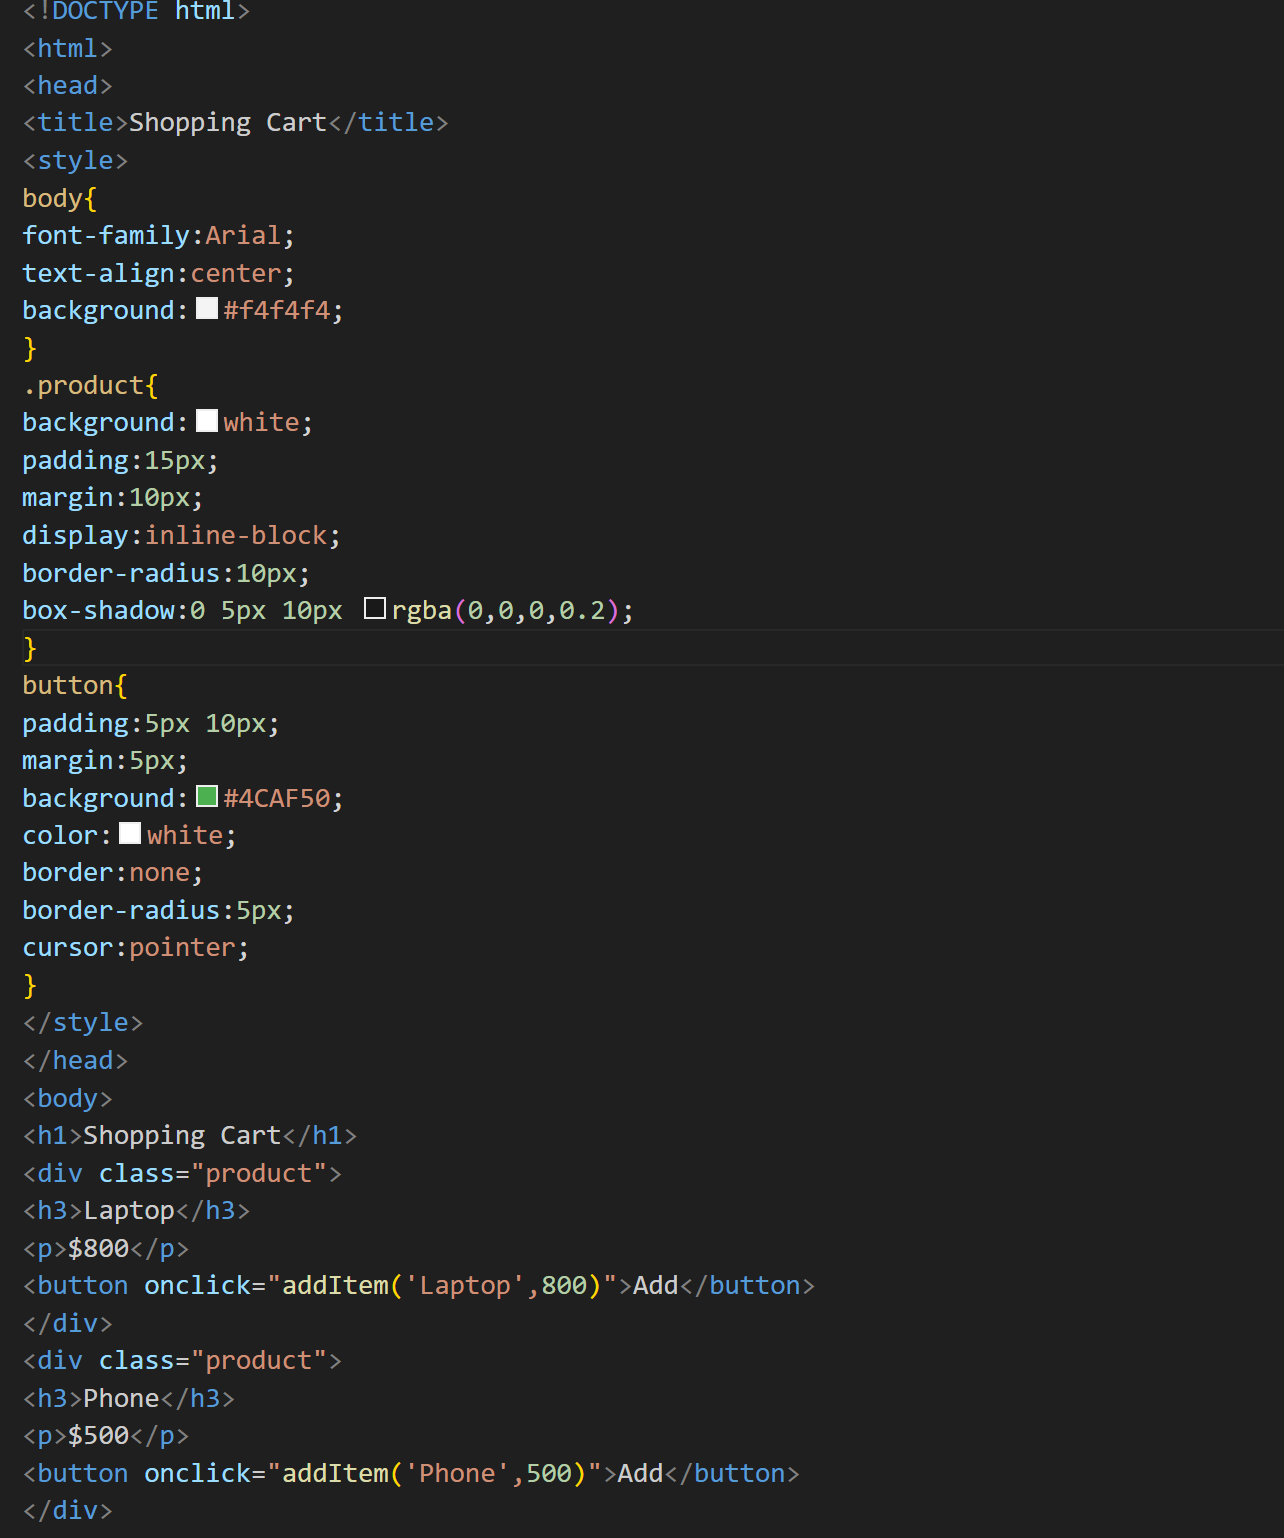 <!DOCTYPE html>
<html>
<head>
<title>Shopping Cart</title>
<style>
body{
font-family:Arial;
text-align:center;
background:#f4f4f4;
}
.product{
background:white;
padding:15px;
margin:10px;
display:inline-block;
border-radius:10px;
box-shadow:0 5px 10px rgba(0,0,0,0.2);
}
button{
padding:5px 10px;
margin:5px;
background:#4CAF50;
color:white;
border:none;
border-radius:5px;
cursor:pointer;
}
</style>
</head>
<body>
<h1>Shopping Cart</h1>
<div class="product">
<h3>Laptop</h3>
<p>$800</p>
<button onclick="addItem('Laptop',800)">Add</button>
</div>
<div class="product">
<h3>Phone</h3>
<p>$500</p>
<button onclick="addItem('Phone',500)">Add</button>
</div>